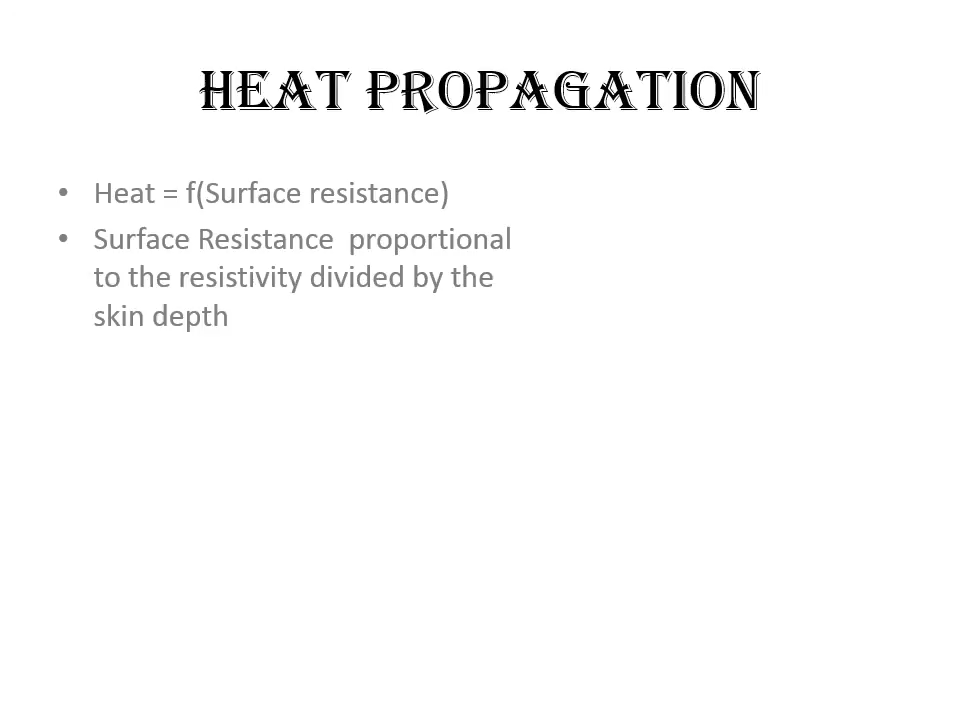 HEAT PROPAGATION
• Heat = f(Surface resistance)
• Surface Resistance  proportional
to the resistivity divided by the
skin depth